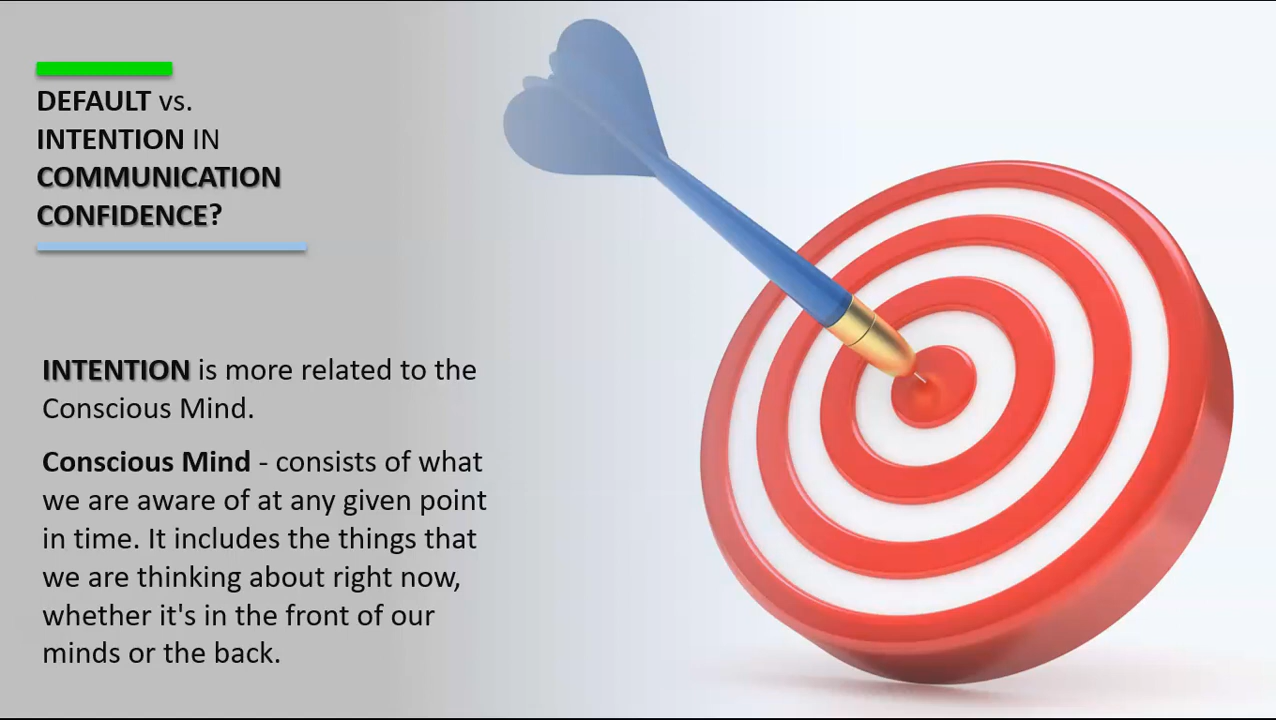 DEFAULT vs.
INTENTION IN
COMMUNICATION
CONFIDENCE?
INTENTION is more related to the
Conscious Mind.
Conscious Mind - consists of what
we are aware of at any given point
in time. It includes the things that
we are thinking about right now,
whether it's in the front of our
minds or the back.